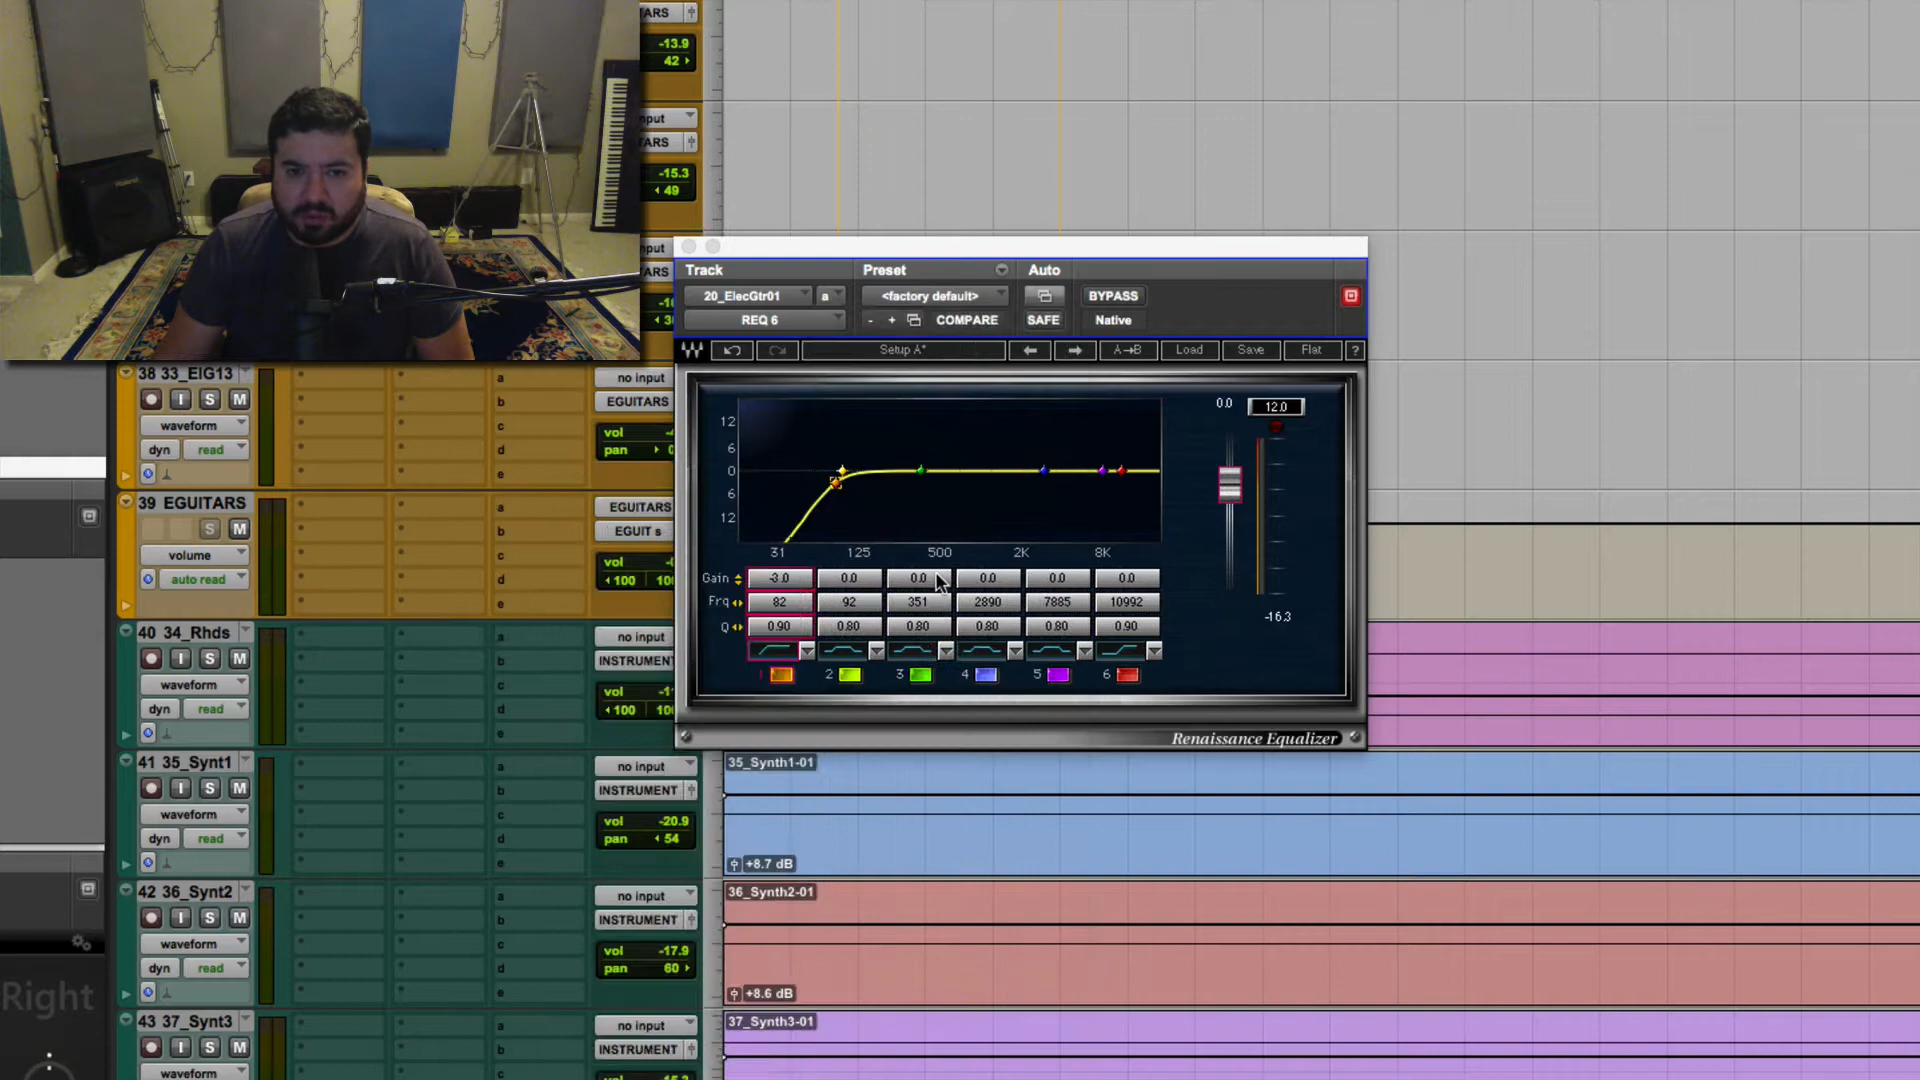 ARS
-13.9
42
nput
ARS
-15.3
49
nput
ARS
Roland
Track
Preset
Auto
20_ElecGtr01
a
<factory default>
BYPASS
REQ 6
- +
COMPARE
SAFE
Native
Setup A*
A→B
Load
Save
Flat
?
12
6
0
6
12
31
125
500
2K
8K
0.0
12.0
-16.3
Gain
-3.0
0.0
0.0
0.0
0.0
0.0
Frq
82
92
351
2890
7885
10992
Q
0.90
0.80
0.80
0.80
0.80
0.90
1
2
3
4
5
6
Renaissance Equalizer
38 33_ElG13
I S M
waveform
dyn read
a
b
c
d
e
no input
EGUITARS
vol
pan
39 EGUITARS
S M
volume
auto read
a
b
c
d
e
EGUITARS
EGUIT s
vol
pan
100
40 34_Rhds
I S M
waveform
dyn read
a
b
c
d
e
no input
INSTRUMENT
vol
pan
100
41 35_Synt1
I S M
waveform
dyn read
a
b
c
d
e
no input
INSTRUMENT
vol -20.9
pan 54
35_Synth1-01
+8.7 dB
42 36_Synt2
I S M
waveform
dyn read
a
b
c
d
e
no input
INSTRUMENT
vol -17.9
pan 60
36_Synth2-01
+8.6 dB
43 37_Synt3
I S M
waveform
a
b
c
no input
INSTRUMENT
37_Synth3-01
Right